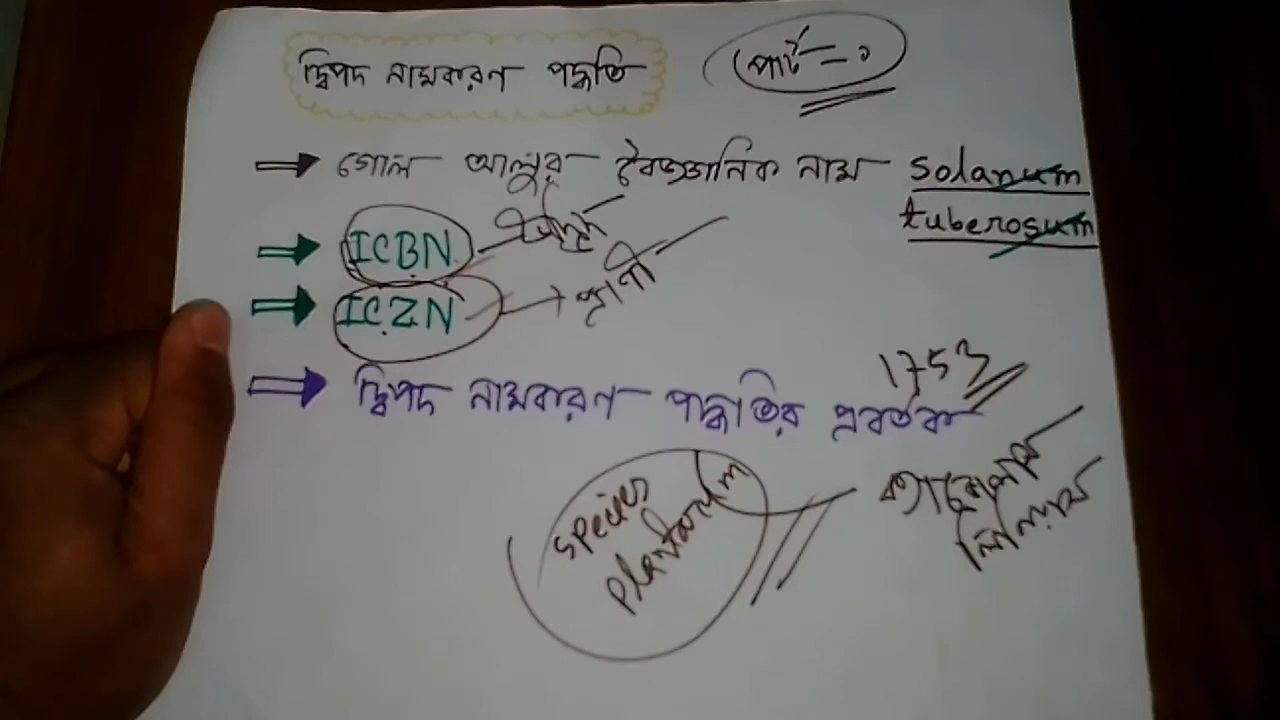 দ্বিপদ নামকরণ পদ্ধতি
পার্ট - ১
গোল আলুর বৈজ্ঞানিক নাম Solanum
tuberosum
ICBN উদ্ভিদ
ICZN প্রাণী
1753
দ্বিপদ নামকরণ পদ্ধতির প্রবর্তক
ক্যারোলাস
লিনিয়াস
species
plantarum